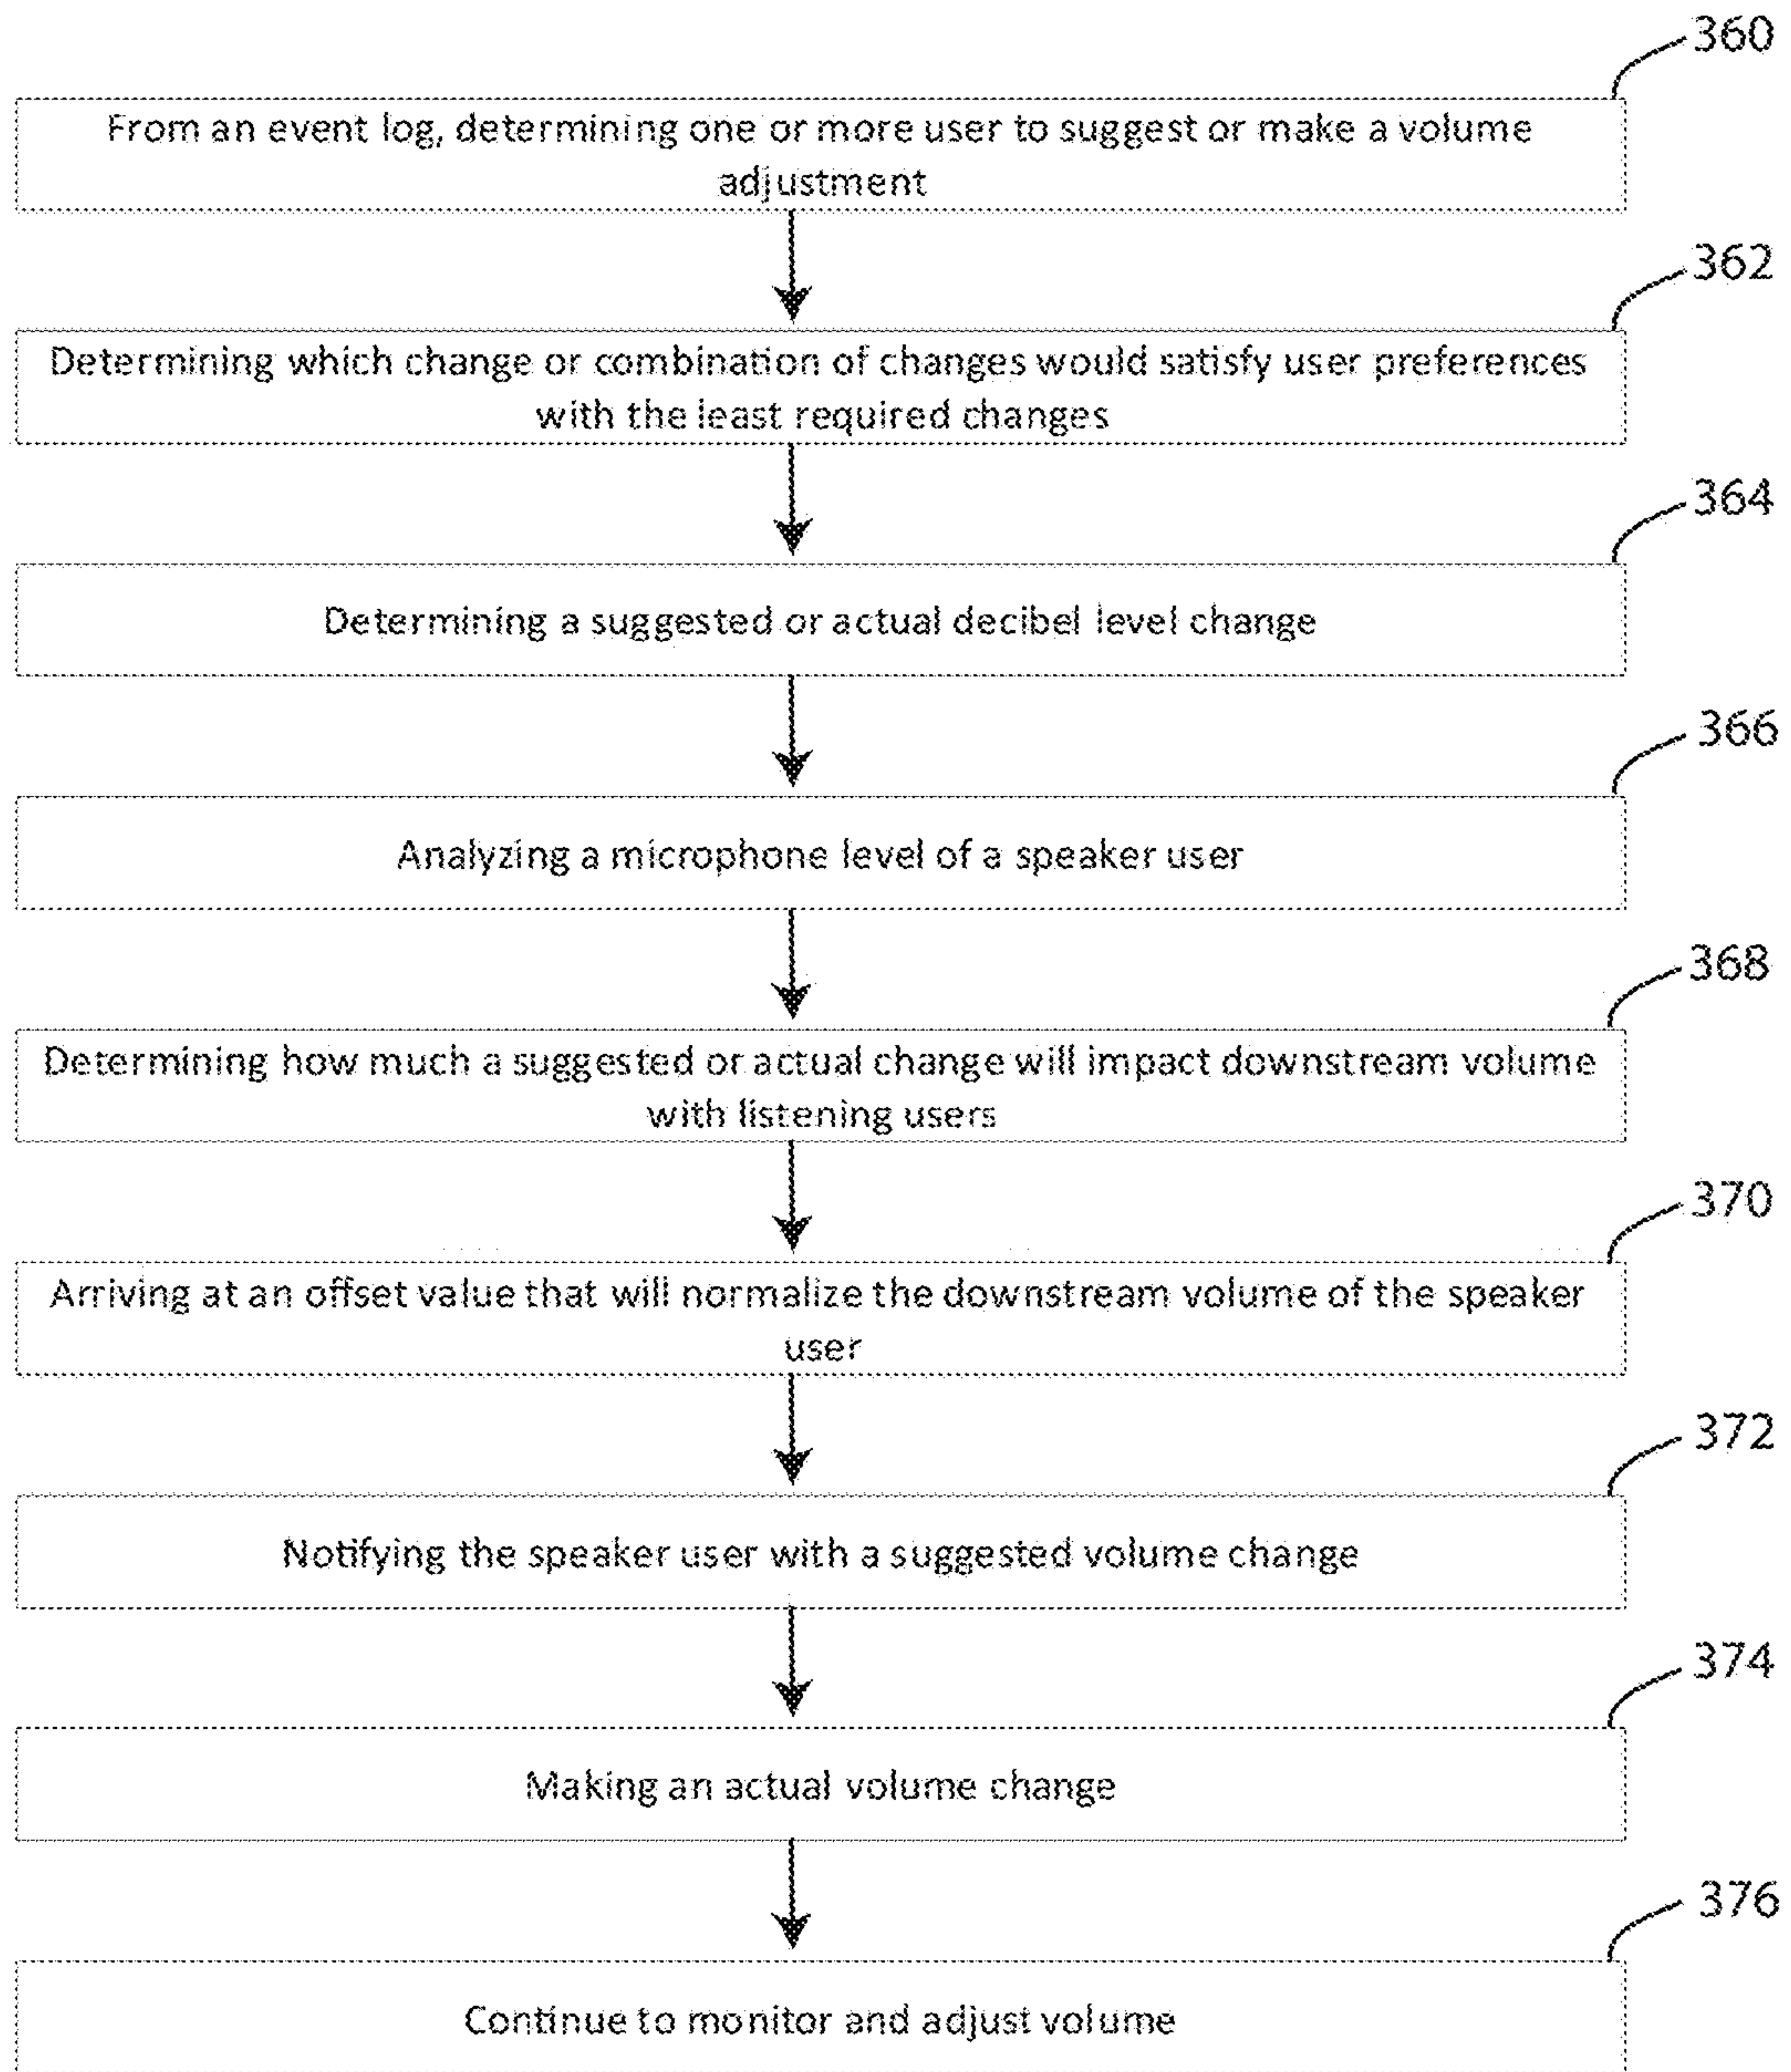 360
From an event log, determining one or more user to suggest or make a volume
adjustment
362
Determining which change or combination of changes would satisfy user preferences
with the least required changes
364
Determining a suggested or actual decibel level change
366
Analyzing a microphone level of a speaker user
368
Determining how much a suggested or actual change will impact downstream volume
with listening users
370
Arriving at an offset value that will normalize the downstream volume of the speaker
user
372
Notifying the speaker user with a suggested volume change
374
Making an actual volume change
376
Continue to monitor and adjust volume